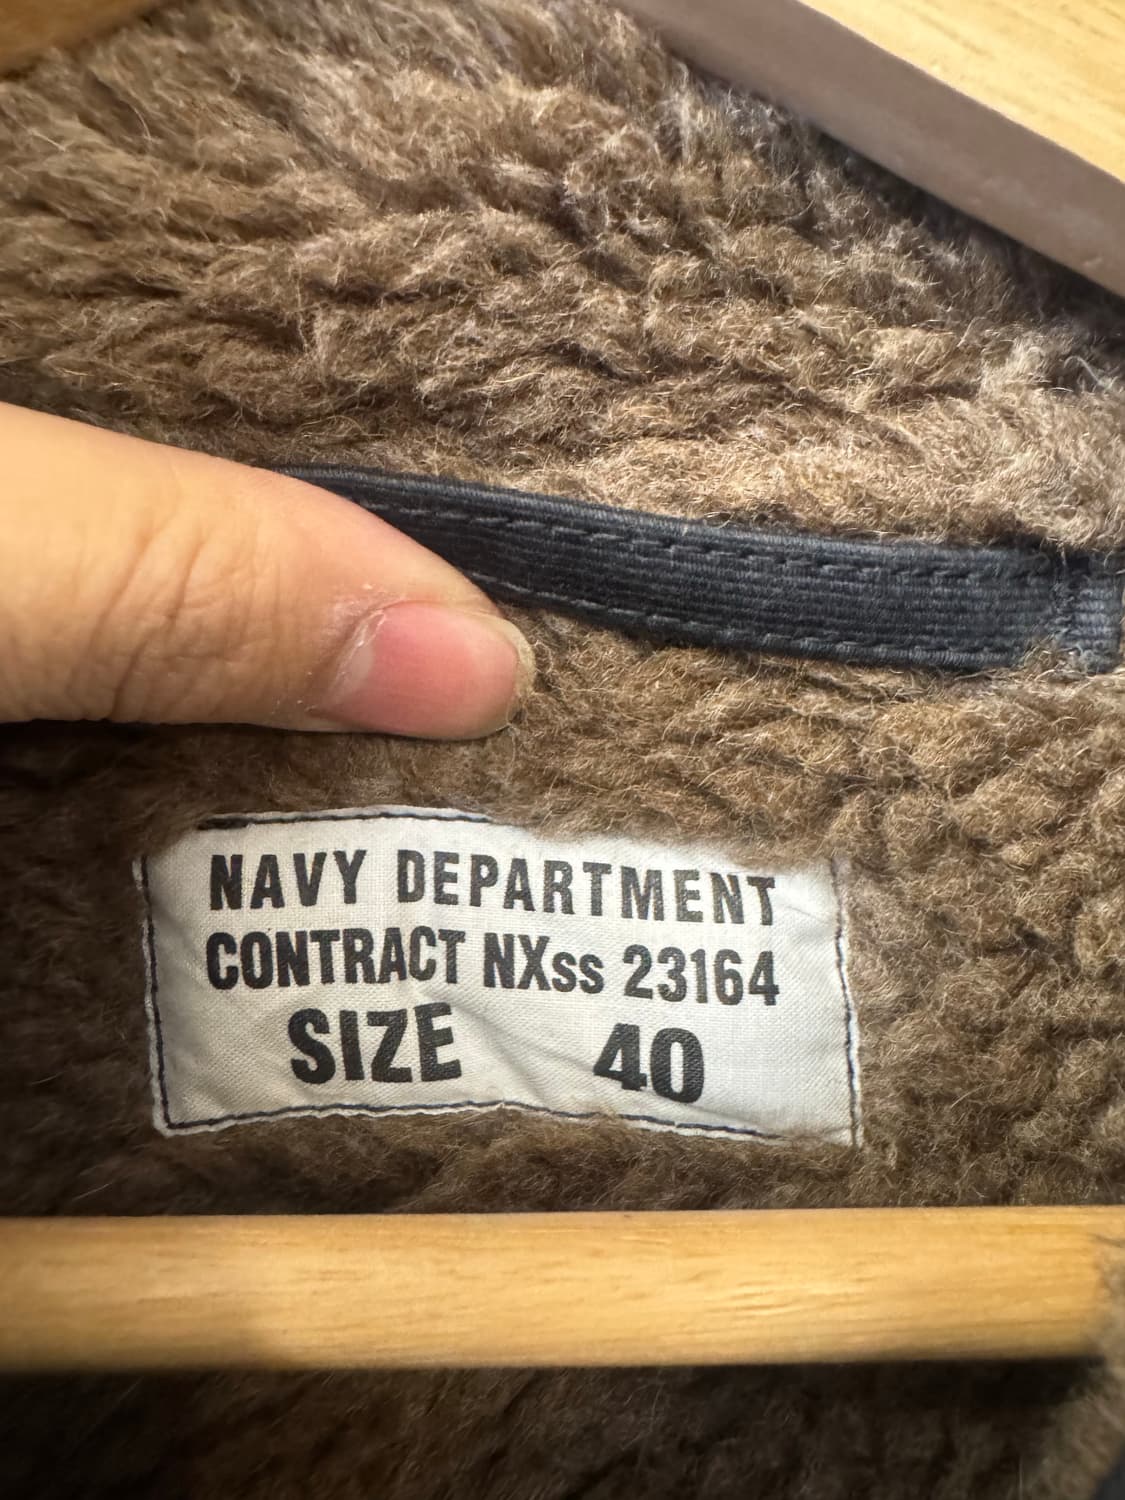 NAVY DEPARTMENT
CONTRACT NXss 23164
SIZE 40